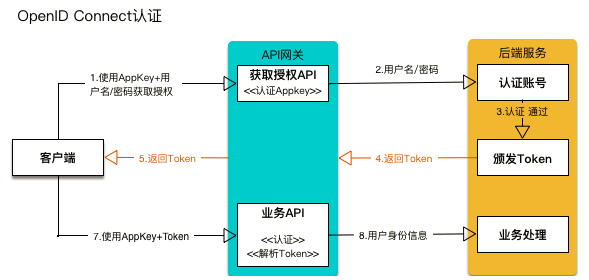 OpenID Connect认证
API网关
后端服务
1.使用AppKey+用
户名/密码获取授权
获取授权API
<<认证Appkey>>
2.用户名/密码
认证账号
3.认证 通过
客户端
5.返回Token
4.返回Token
颁发Token
7.使用AppKey+Token
业务API
<<认证>>
<<解析Token>>
8.用户身份信息
业务处理